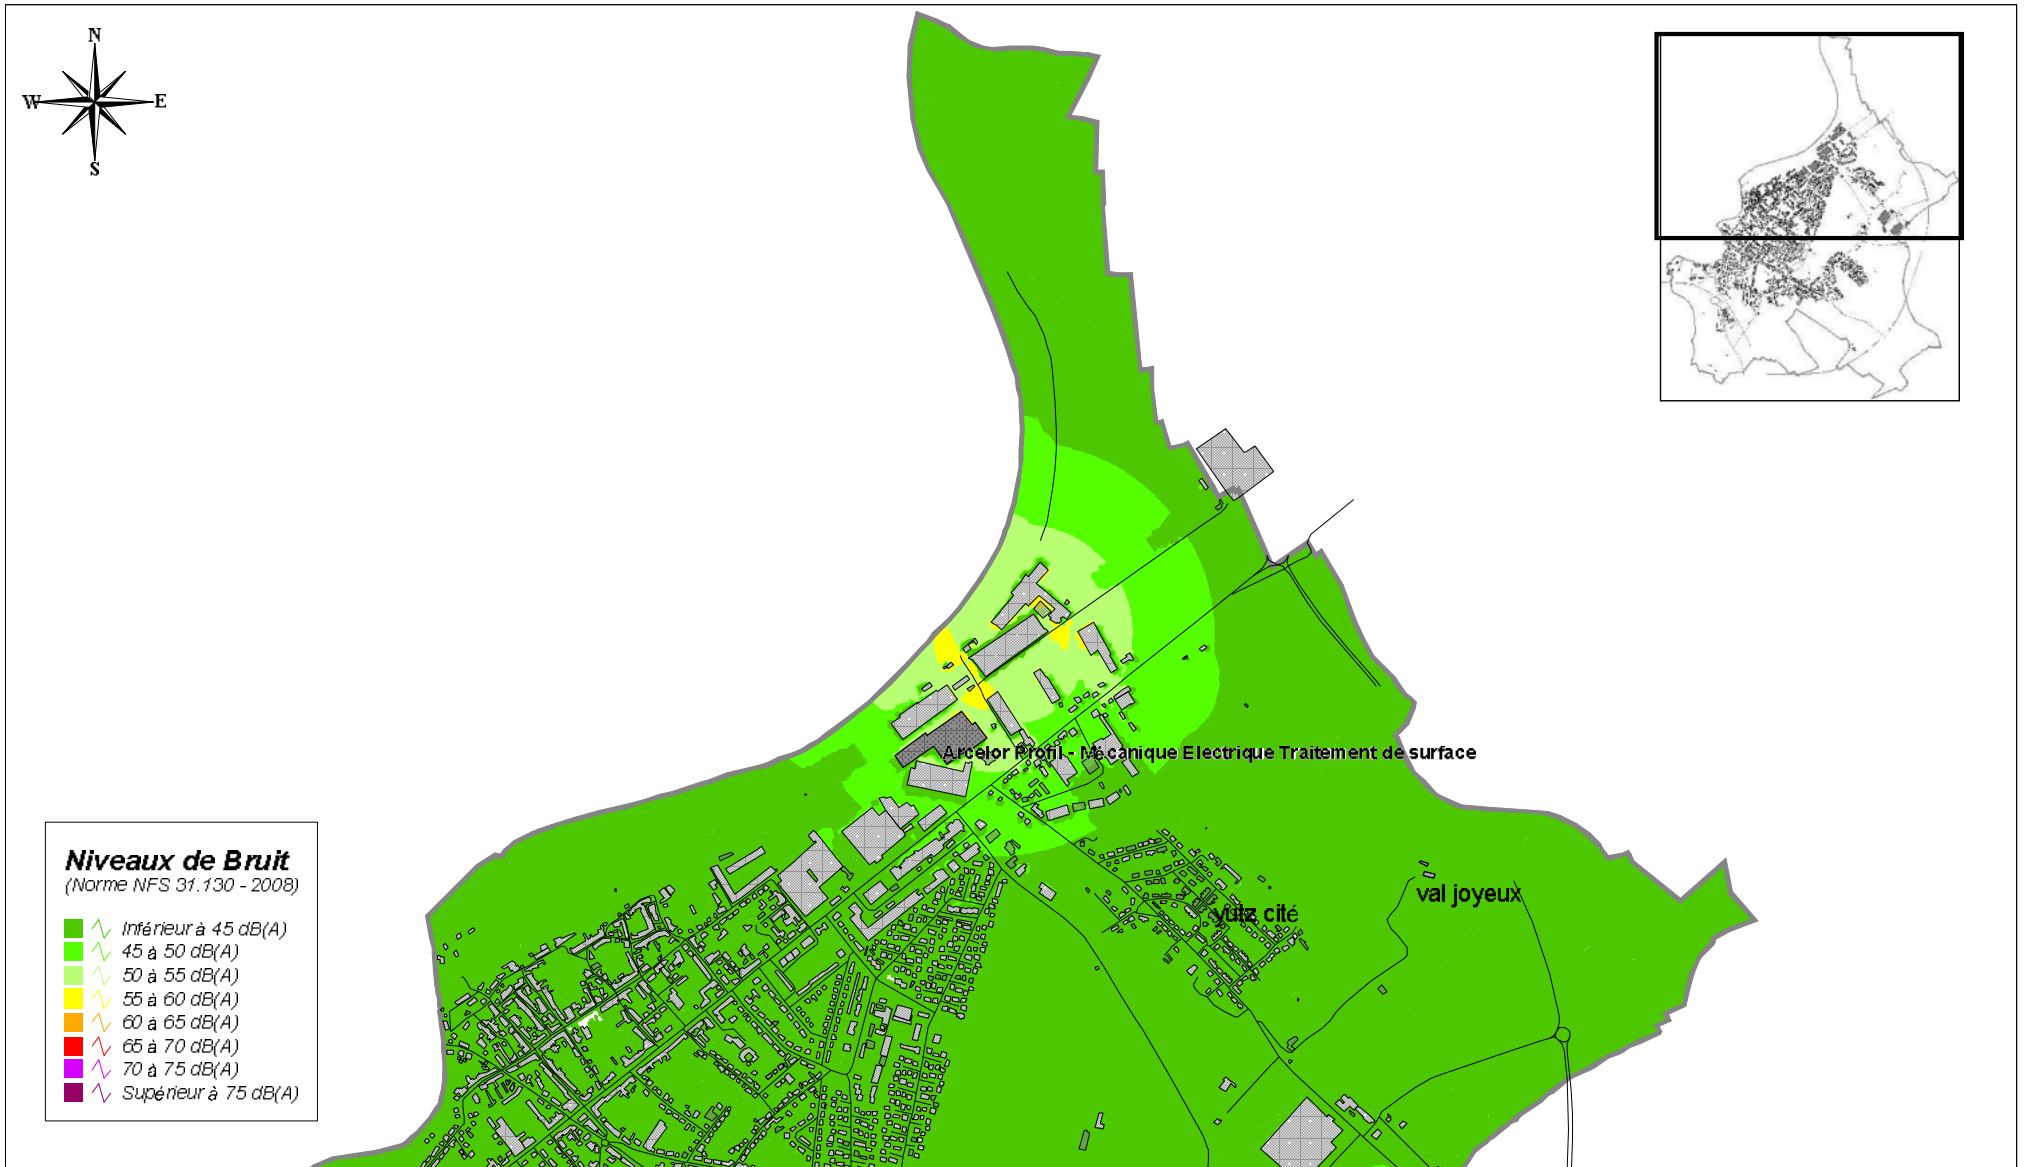 N
W
E
S
Arcelor Profil - Mécanique Electrique Traitement de surface
val joyeux
yutz cité
Niveaux de Bruit
(Norme NFS 31.130 - 2008)
Inférieur à 45 dB(A)
45 à 50 dB(A)
50 à 55 dB(A)
55 à 60 dB(A)
60 à 65 dB(A)
65 à 70 dB(A)
70 à 75 dB(A)
Supérieur à 75 dB(A)